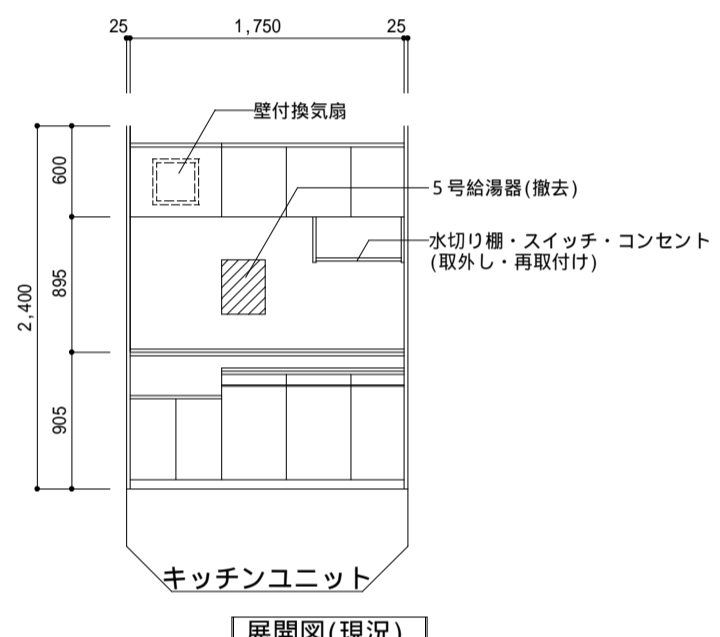 25
1,750
25
壁付換気扇
600
5号給湯器(撤去)
水切り棚・スイッチ・コンセント
(取外し・再取付け)
895
2,400
905
キッチンユニット
展開図(現況)